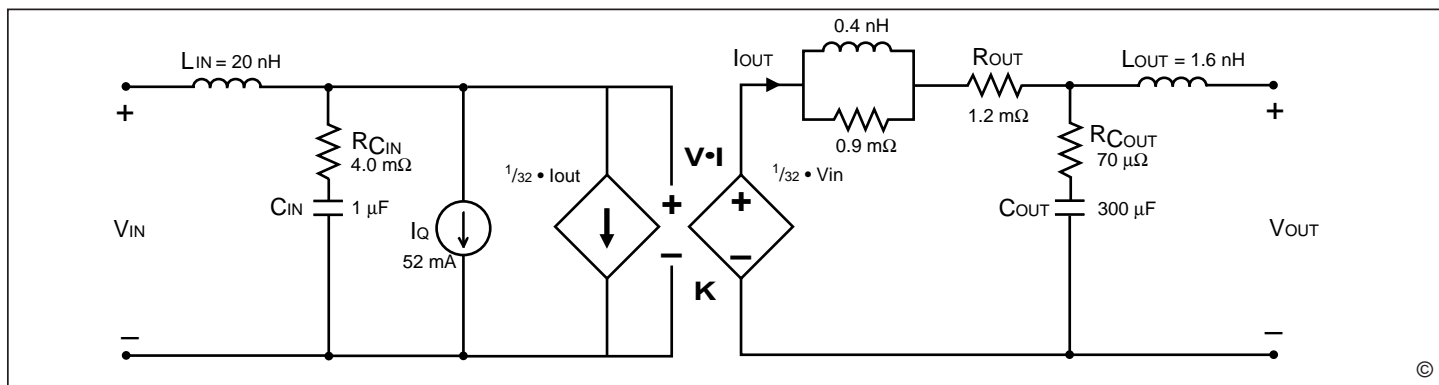 0.4 nH
LIN = 20 nH
IOUT
ROUT
LOUT = 1.6 nH
+
+
1.2 mΩ
RCIN
4.0 mΩ
0.9 mΩ
RCOUT
70 μΩ
V•I
1/32 • Iout
1/32 • Vin
CIN
1 μF
+
+
COUT
300 μF
VIN
IQ
52 mA
VOUT
−
−
K
−
−
©